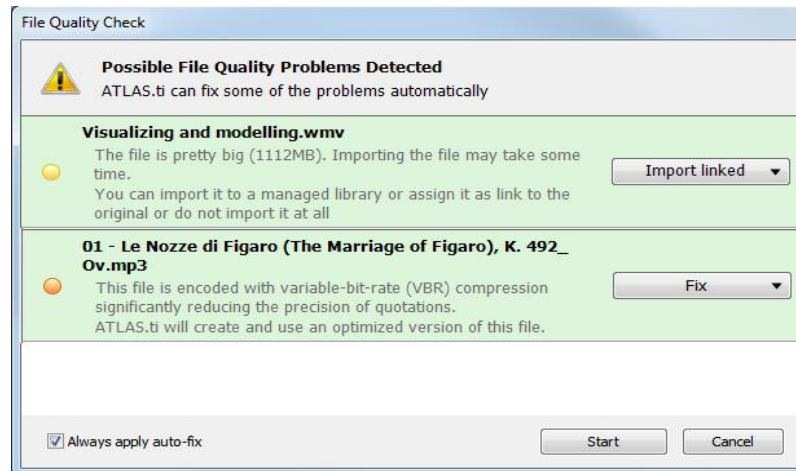 File Quality Check
Possible File Quality Problems Detected
ATLAS.ti can fix some of the problems automatically
Visualizing and modelling.wmv
The file is pretty big (1112MB). Importing the file may take some
time.
You can import it to a managed library or assign it as link to the
original or do not import it at all
Import linked
01 - Le Nozze di Figaro (The Marriage of Figaro), K. 492_
Ov.mp3
This file is encoded with variable-bit-rate (VBR) compression
significantly reducing the precision of quotations.
ATLAS.ti will create and use an optimized version of this file.
Fix
Always apply auto-fix
Start
Cancel